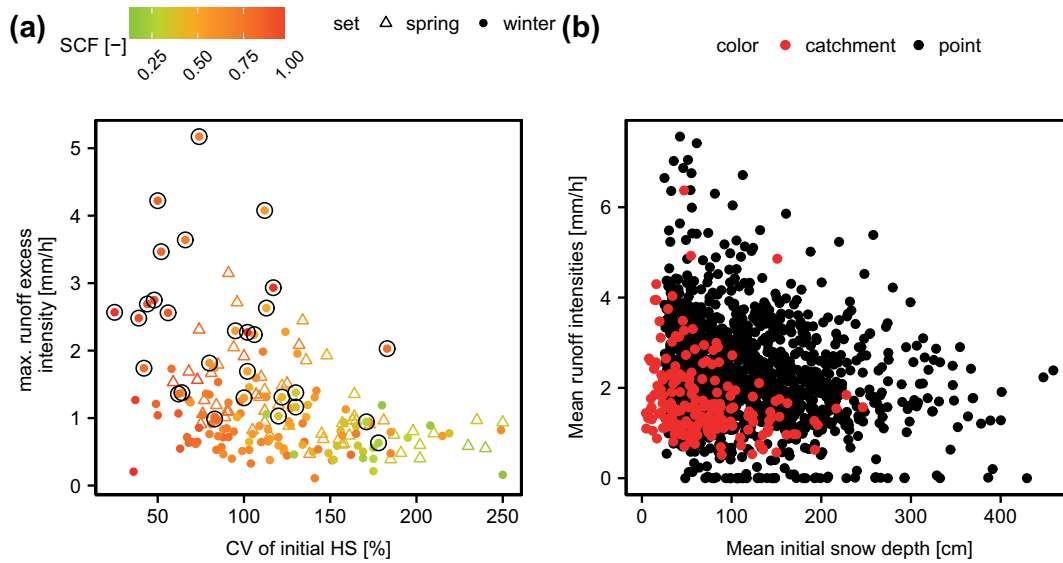 (a)
SCF [−]
0.25
0.50
0.75
1.00
set spring winter
max. runoff excess
intensity [mm/h]
5
4
3
2
1
0
50 100 150 200 250
CV of initial HS [%]
(b)
color catchment point
Mean runoff intensities [mm/h]
6
4
2
0
0 100 200 300 400
Mean initial snow depth [cm]